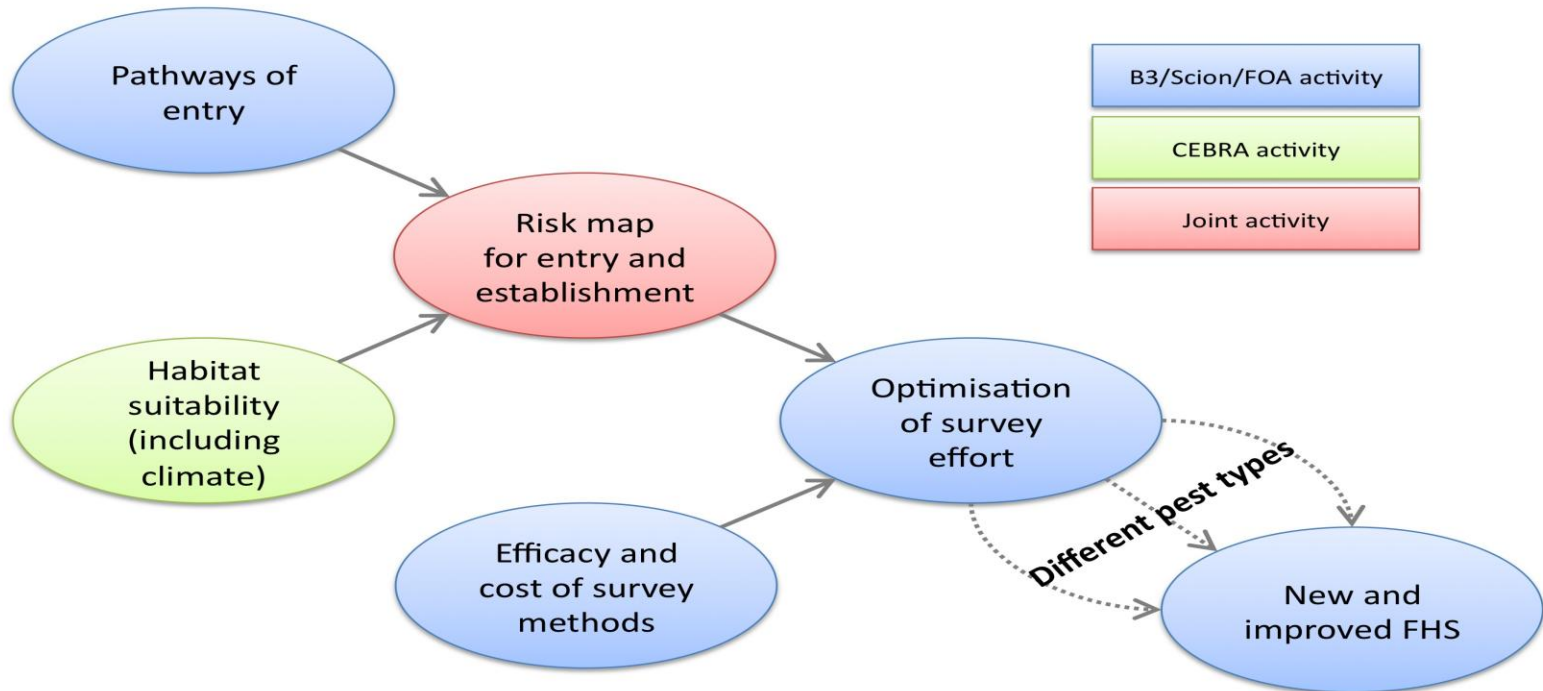 Pathways of
entry
B3/Scion/FOA activity
CEBRA activity
Joint activity
Risk map
for entry and
establishment
Habitat
suitability
(including
climate)
Optimisation
of survey
effort
Different pest types
Efficacy and
cost of survey
methods
New and
improved FHS